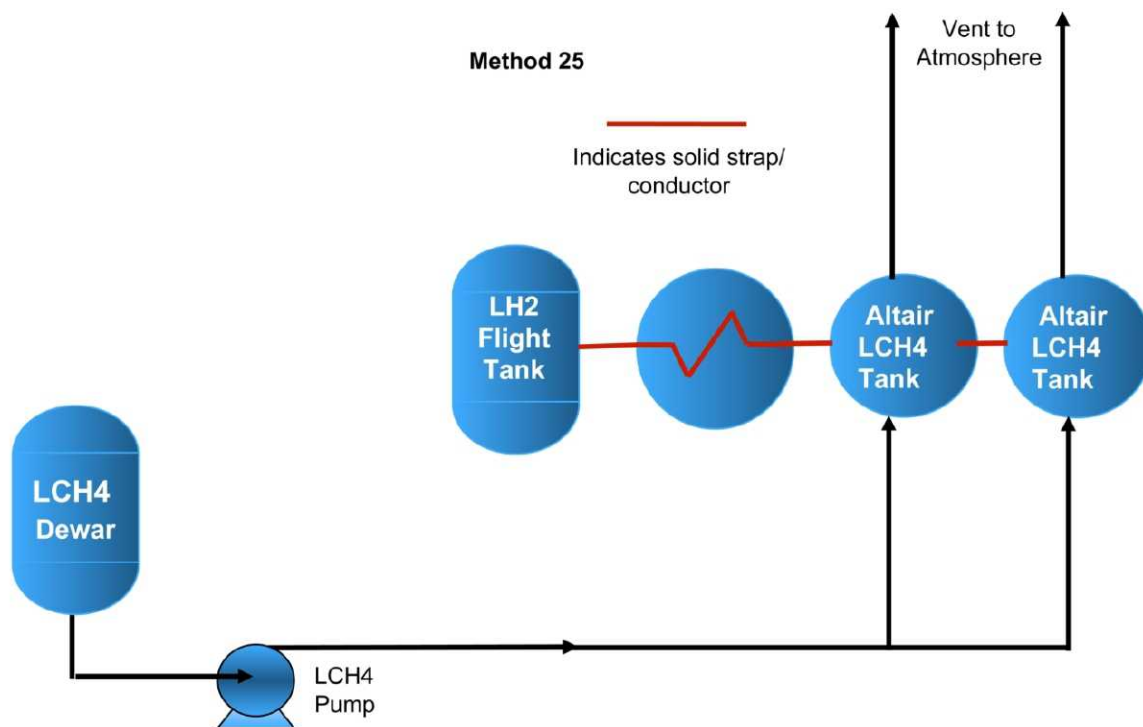 Method 25
Vent to
Atmosphere
Indicates solid strap/
conductor
LH2
Flight
Tank
Altair
LCH4
Tank
Altair
LCH4
Tank
LCH4
Dewar
LCH4
Pump